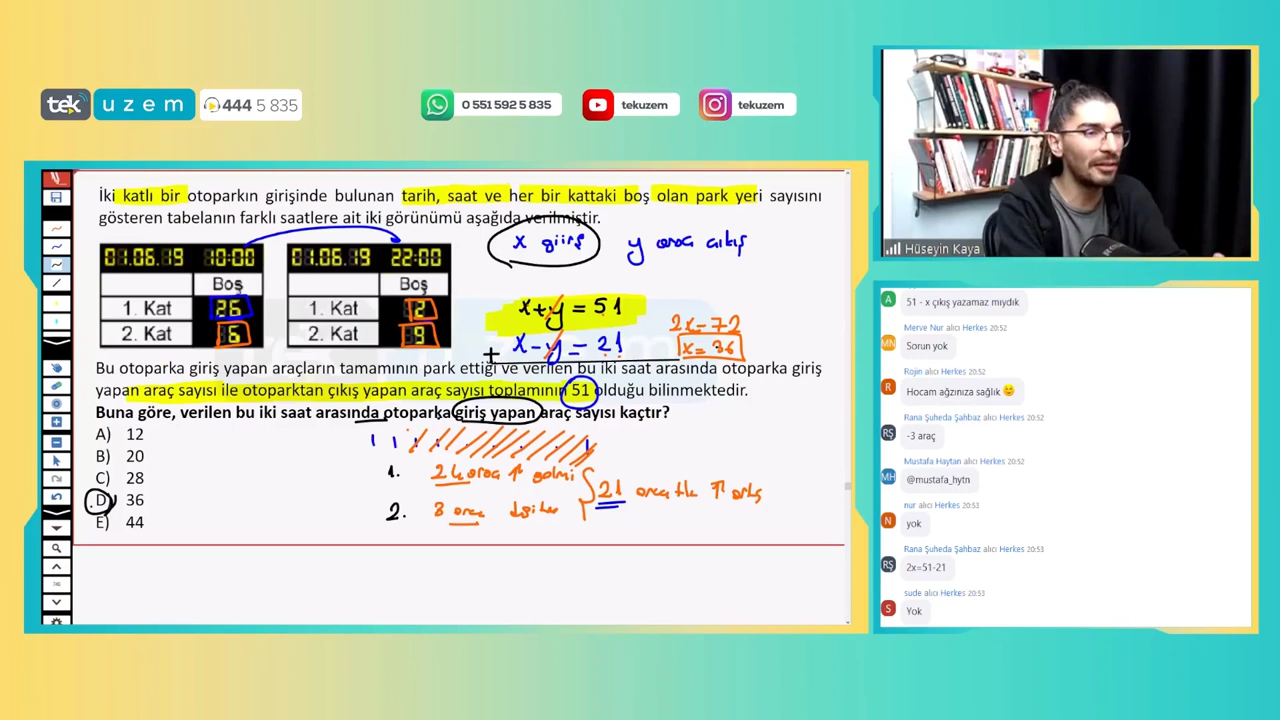 tek uzem 444 5 835
0 551 592 5 835
tekuzem
tekuzem
İki katlı bir otoparkın girişinde bulunan tarih, saat ve her bir kattaki boş olan park yeri sayısını
gösteren tabelanın farklı saatlere ait iki görünümü aşağıda verilmiştir.
x giriş
y araç çıkış
01.06.19 10:00
Boş
1. Kat 26
2. Kat 6
01.06.19 22:00
Boş
1. Kat 2
2. Kat 9
x+y = 51
x-y = 21
+
2x=72
x=36
Bu otoparka giriş yapan araçların tamamının park ettiği ve verilen bu iki saat arasında otoparka giriş
yapan araç sayısı ile otoparktan çıkış yapan araç sayısı toplamının 51 olduğu bilinmektedir.
Buna göre, verilen bu iki saat arasında otoparka giriş yapan araç sayısı kaçtır?
A) 12
B) 20
C) 28
D) 36
E) 44
1. 24 araç ↑ gelmiş
2. 3 araç
21
Hüseyin Kaya
A
51 - x çıkış yazamaz mıydık
Merve Nur alıcı Herkes 20:52
MN
Sorun yok
Rojin alıcı Herkes 20:52
R
Hocam ağzınıza sağlık 😊
Rana Şuheda Şahbaz alıcı Herkes 20:52
RŞ
-3 araç
Mustafa Haytan alıcı Herkes 20:52
MH
@mustafa_hytn
nur alıcı Herkes 20:53
N
yok
Rana Şuheda Şahbaz alıcı Herkes 20:53
RŞ
2x=51-21
sude alıcı Herkes 20:53
S
Yok